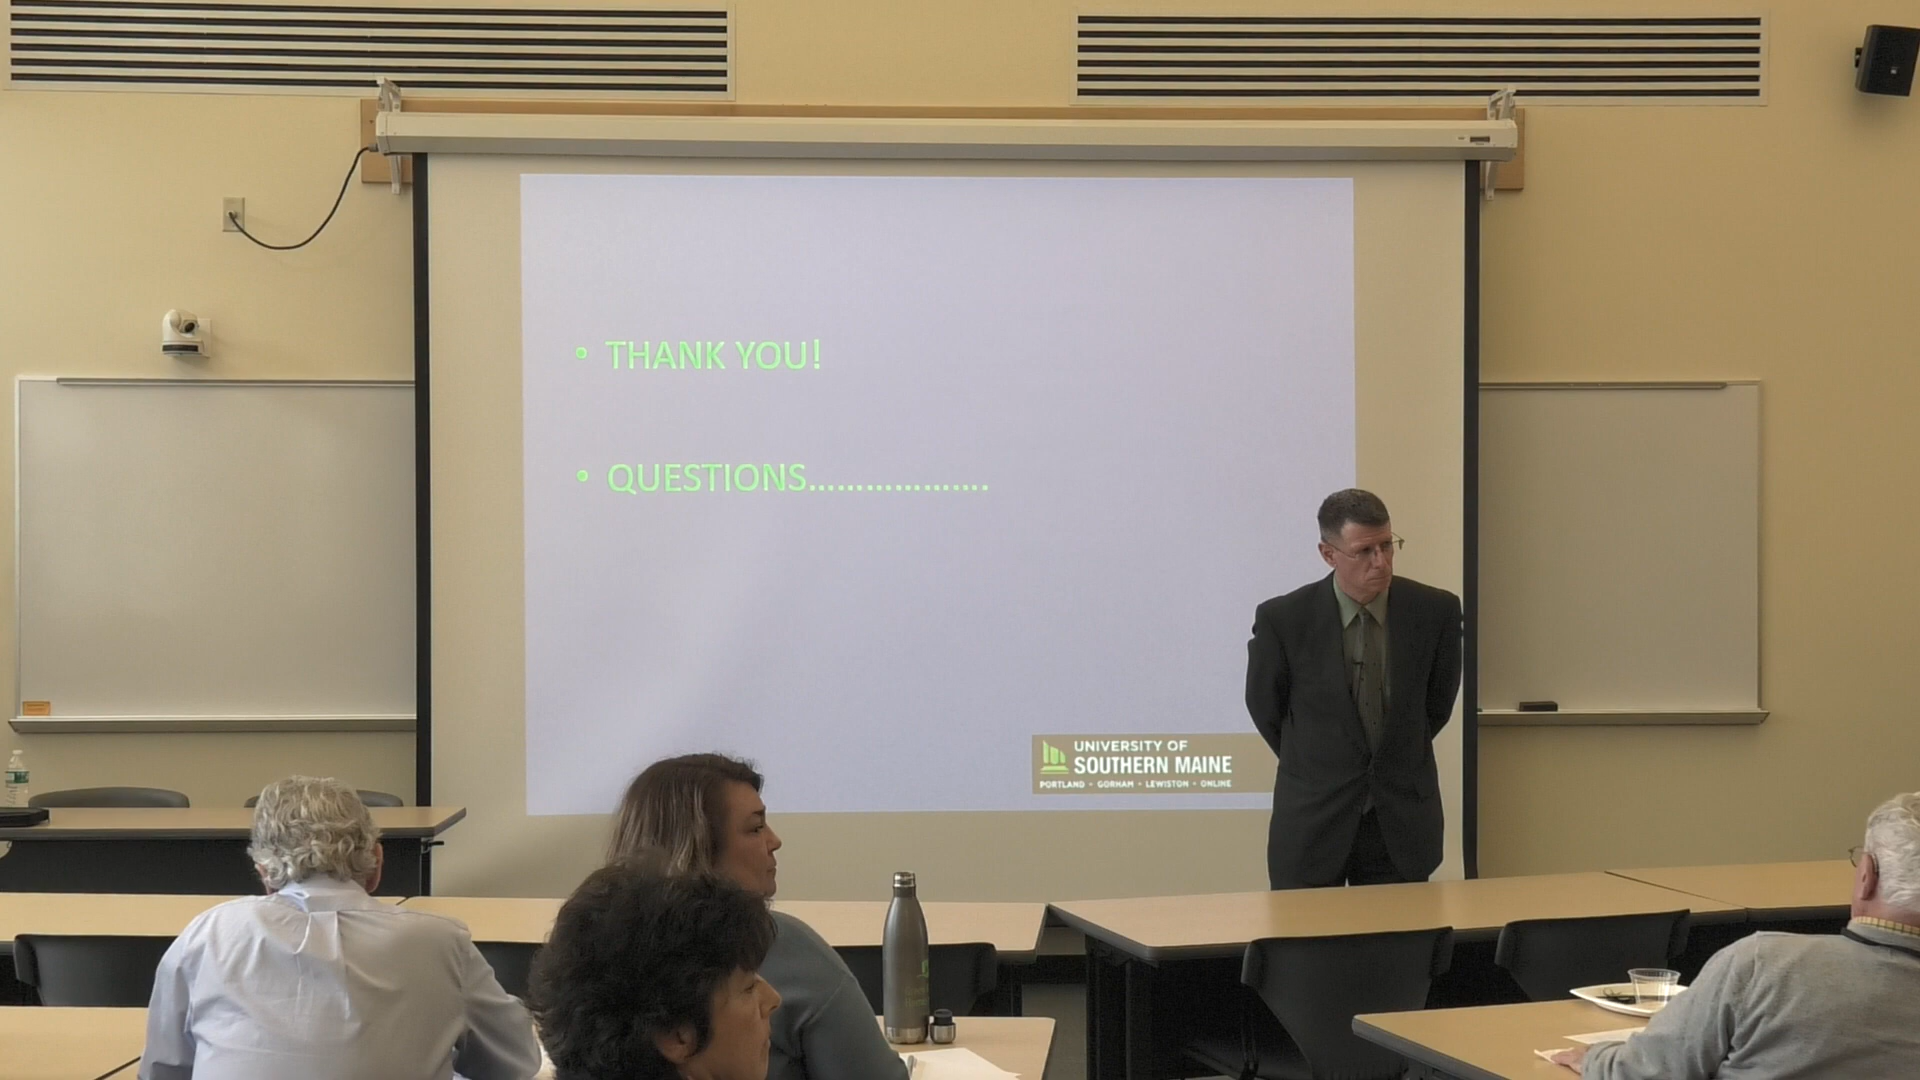 • THANK YOU!
• QUESTIONS...................
UNIVERSITY OF
SOUTHERN MAINE
PORTLAND • GORHAM • LEWISTON • ONLINE